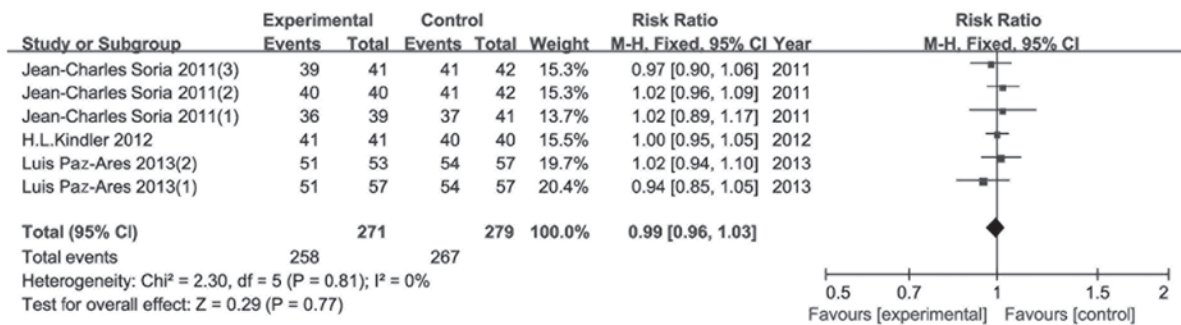 Experimental Control Risk Ratio Risk Ratio
Study or Subgroup Events Total Events Total Weight M-H, Fixed, 95% CI Year M-H, Fixed, 95% CI
Jean-Charles Soria 2011(3) 39 41 41 42 15.3% 0.97 [0.90, 1.06] 2011
Jean-Charles Soria 2011(2) 40 40 41 42 15.3% 1.02 [0.96, 1.09] 2011
Jean-Charles Soria 2011(1) 36 39 37 41 13.7% 1.02 [0.89, 1.17] 2011
H.L.Kindler 2012 41 41 40 40 15.5% 1.00 [0.95, 1.05] 2012
Luis Paz-Ares 2013(2) 51 53 54 57 19.7% 1.02 [0.94, 1.10] 2013
Luis Paz-Ares 2013(1) 51 57 54 57 20.4% 0.94 [0.85, 1.05] 2013
Total (95% CI) 271 279 100.0% 0.99 [0.96, 1.03]
Total events 258 267
Heterogeneity: Chi² = 2.30, df = 5 (P = 0.81); I² = 0%
Test for overall effect: Z = 0.29 (P = 0.77)
0.5 0.7 1 1.5 2
Favours [experimental] Favours [control]